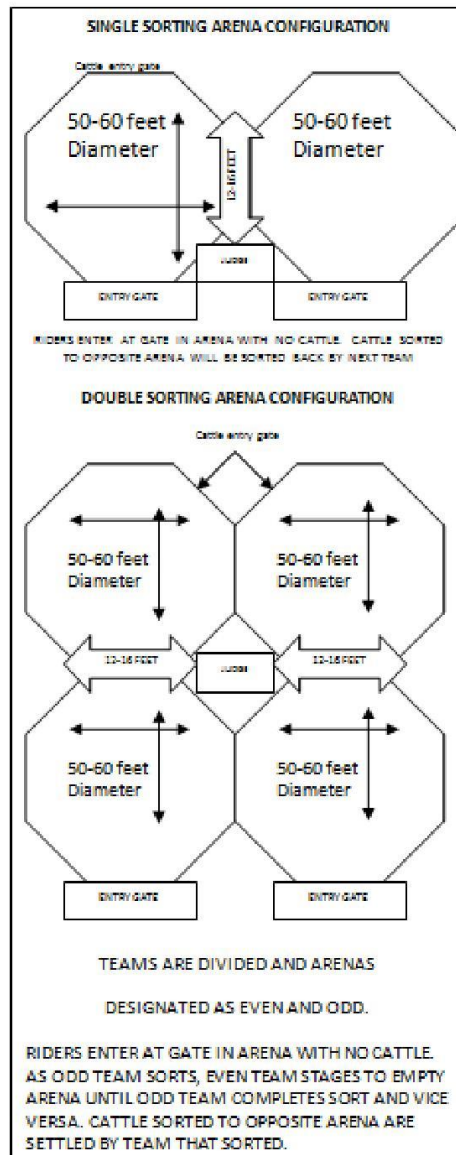 SINGLE SORTING ARENA CONFIGURATION
Cattle entry gate
50-60 feet
Diameter
50-60 feet
Diameter
12-16 FEET
JUDGE
ENTRY GATE
ENTRY GATE
RIDERS ENTER AT GATE IN ARENA WITH NO CATTLE. CATTLE SORTED
TO OPPOSITE ARENA WILL BE SORTED BACK BY NEXT TEAM
DOUBLE SORTING ARENA CONFIGURATION
Cattle entry gate
50-60 feet
Diameter
50-60 feet
Diameter
12-16 FEET
JUDGE
12-16 FEET
50-60 feet
Diameter
50-60 feet
Diameter
ENTRY GATE
ENTRY GATE
TEAMS ARE DIVIDED AND ARENAS
DESIGNATED AS EVEN AND ODD.
RIDERS ENTER AT GATE IN ARENA WITH NO CATTLE.
AS ODD TEAM SORTS, EVEN TEAM STAGES TO EMPTY
ARENA UNTIL ODD TEAM COMPLETES SORT AND VICE
VERSA. CATTLE SORTED TO OPPOSITE ARENA ARE
SETTLED BY TEAM THAT SORTED.